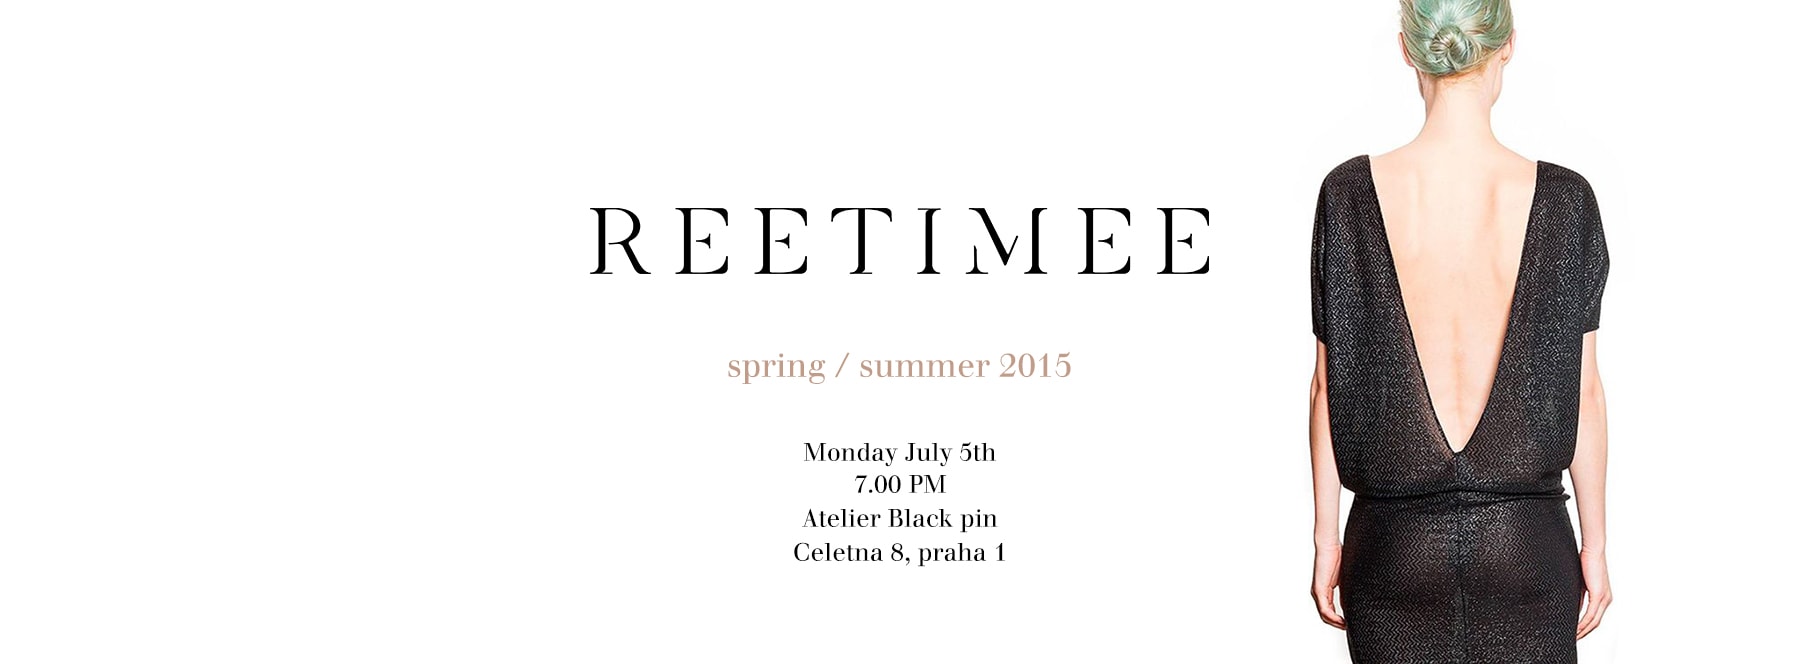 REETIMEE
spring / summer 2015
Monday July 5th
7.00 PM
Atelier Black pin
Celetna 8, praha 1